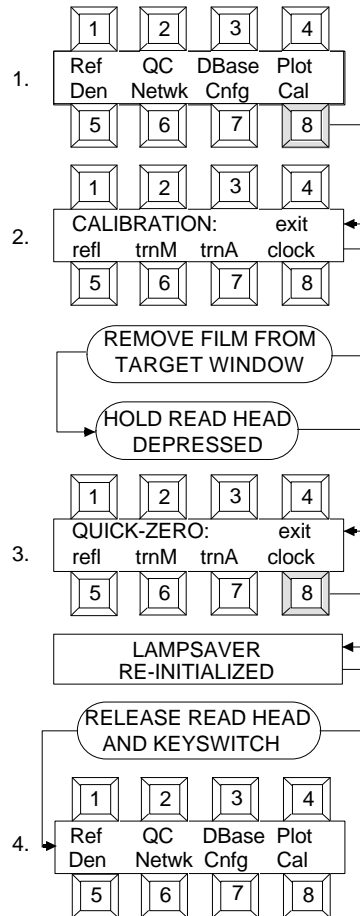 1 2 3 4
1.
Ref QC DBase Plot
Den Netwk Cnfg Cal
5 6 7 8
1 2 3 4
2.
CALIBRATION: exit
refl trnM trnA clock
5 6 7 8
REMOVE FILM FROM
TARGET WINDOW
HOLD READ HEAD
DEPRESSED
1 2 3 4
3.
QUICK-ZERO: exit
refl trnM trnA clock
5 6 7 8
LAMPSAVER
RE-INITIALIZED
RELEASE READ HEAD
AND KEYSWITCH
1 2 3 4
4.
Ref QC DBase Plot
Den Netwk Cnfg Cal
5 6 7 8